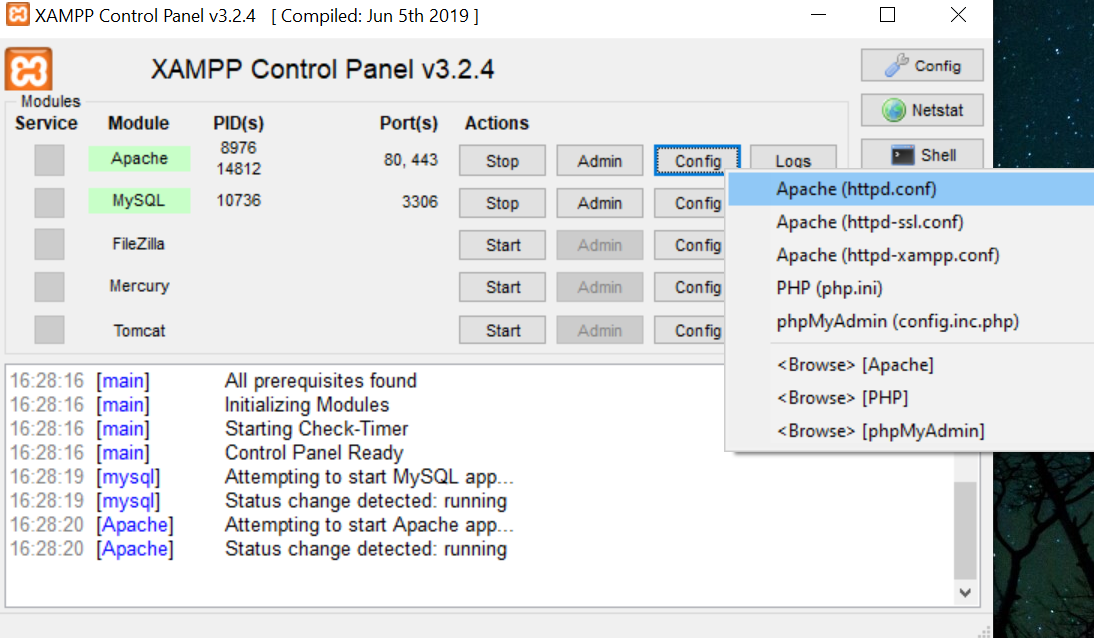 XAMPP Control Panel v3.2.4 [ Compiled: Jun 5th 2019 ]
XAMPP Control Panel v3.2.4
Config
Modules
Service Module PID(s) Port(s) Actions
Netstat
Apache 8976 14812 80, 443 Stop Admin Config Logs
Shell
MySQL 10736 3306 Stop Admin Config
FileZilla Start Admin Config
Mercury Start Admin Config
Tomcat Start Admin Config
Apache (httpd.conf)
Apache (httpd-ssl.conf)
Apache (httpd-xampp.conf)
PHP (php.ini)
phpMyAdmin (config.inc.php)
<Browse> [Apache]
<Browse> [PHP]
<Browse> [phpMyAdmin]
16:28:16 [main] All prerequisites found
16:28:16 [main] Initializing Modules
16:28:16 [main] Starting Check-Timer
16:28:16 [main] Control Panel Ready
16:28:19 [mysql] Attempting to start MySQL app...
16:28:19 [mysql] Status change detected: running
16:28:20 [Apache] Attempting to start Apache app...
16:28:20 [Apache] Status change detected: running